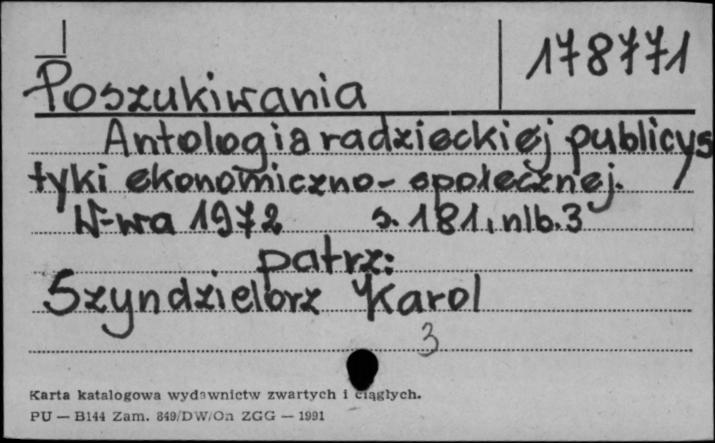 178771
Poszukiwania
Antologia radzieckiej publicys
tyki ekonomiczno-społecznej.
W-wa 1972 s. 181, nlb. 3
patrz:
Szyndzielorz Karol
3
Karta katalogowa wydawnictw zwartych i ciągłych.
PU — B144 Zam. 849/DW/On ZGG — 1991